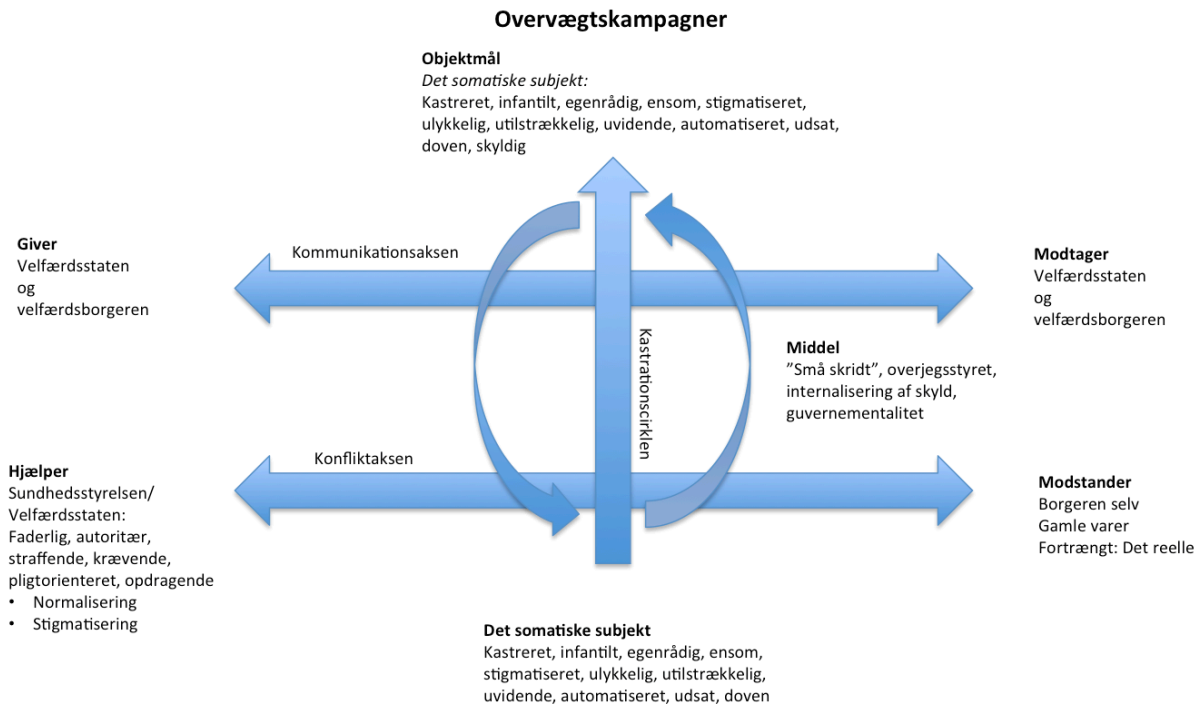 Overvægtskampagner
Objektmål
Det somatiske subjekt:
Kastreret, infantilt, egenrådig, ensom, stigmatiseret,
ulykkelig, utilstrækkelig, uvidende, automatiseret, udsat,
doven, skyldig
Giver
Velfærdsstaten
og
velfærdsborgeren
Kommunikationsaksen
Modtager
Velfærdsstaten
og
velfærdsborgeren
Kastrationscirklen
Middel
”Små skridt”, overjegsstyret,
internalisering af skyld,
guvernementalitet
Konfliktaksen
Hjælper
Sundhedsstyrelsen/
Velfærdsstaten:
Faderlig, autoritær,
straffende, krævende,
pligtorienteret, opdragende
• Normalisering
• Stigmatisering
Modstander
Borgeren selv
Gamle varer
Fortrængt: Det reelle
Det somatiske subjekt
Kastreret, infantilt, egenrådig, ensom,
stigmatiseret, ulykkelig, utilstrækkelig,
uvidende, automatiseret, udsat, doven